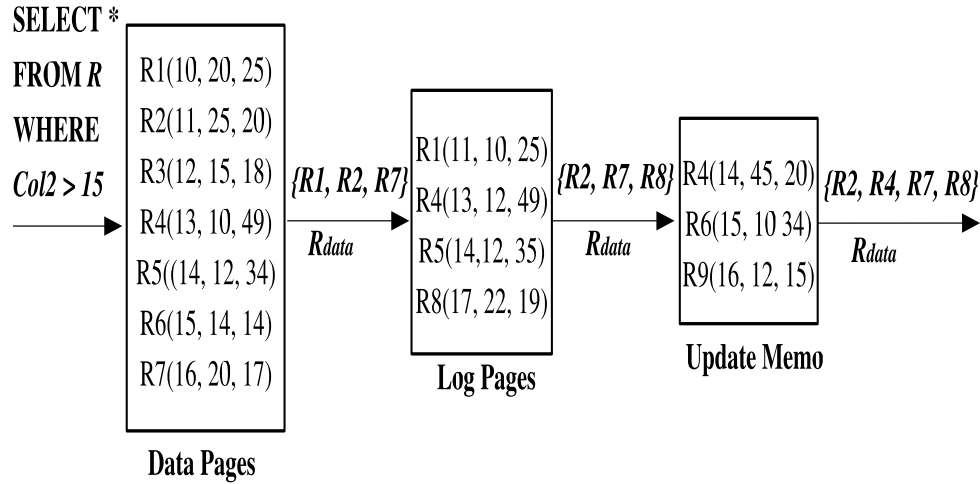 SELECT *
FROM R
WHERE
Col2 > 15
R1(10, 20, 25)
R2(11, 25, 20)
R3(12, 15, 18)
R4(13, 10, 49)
R5((14, 12, 34)
R6(15, 14, 14)
R7(16, 20, 17)
Data Pages
{R1, R2, R7}
Rdata
R1(11, 10, 25)
R4(13, 12, 49)
R5(14,12, 35)
R8(17, 22, 19)
Log Pages
{R2, R7, R8}
Rdata
R4(14, 45, 20)
R6(15, 10 34)
R9(16, 12, 15)
Update Memo
{R2, R4, R7, R8}
Rdata